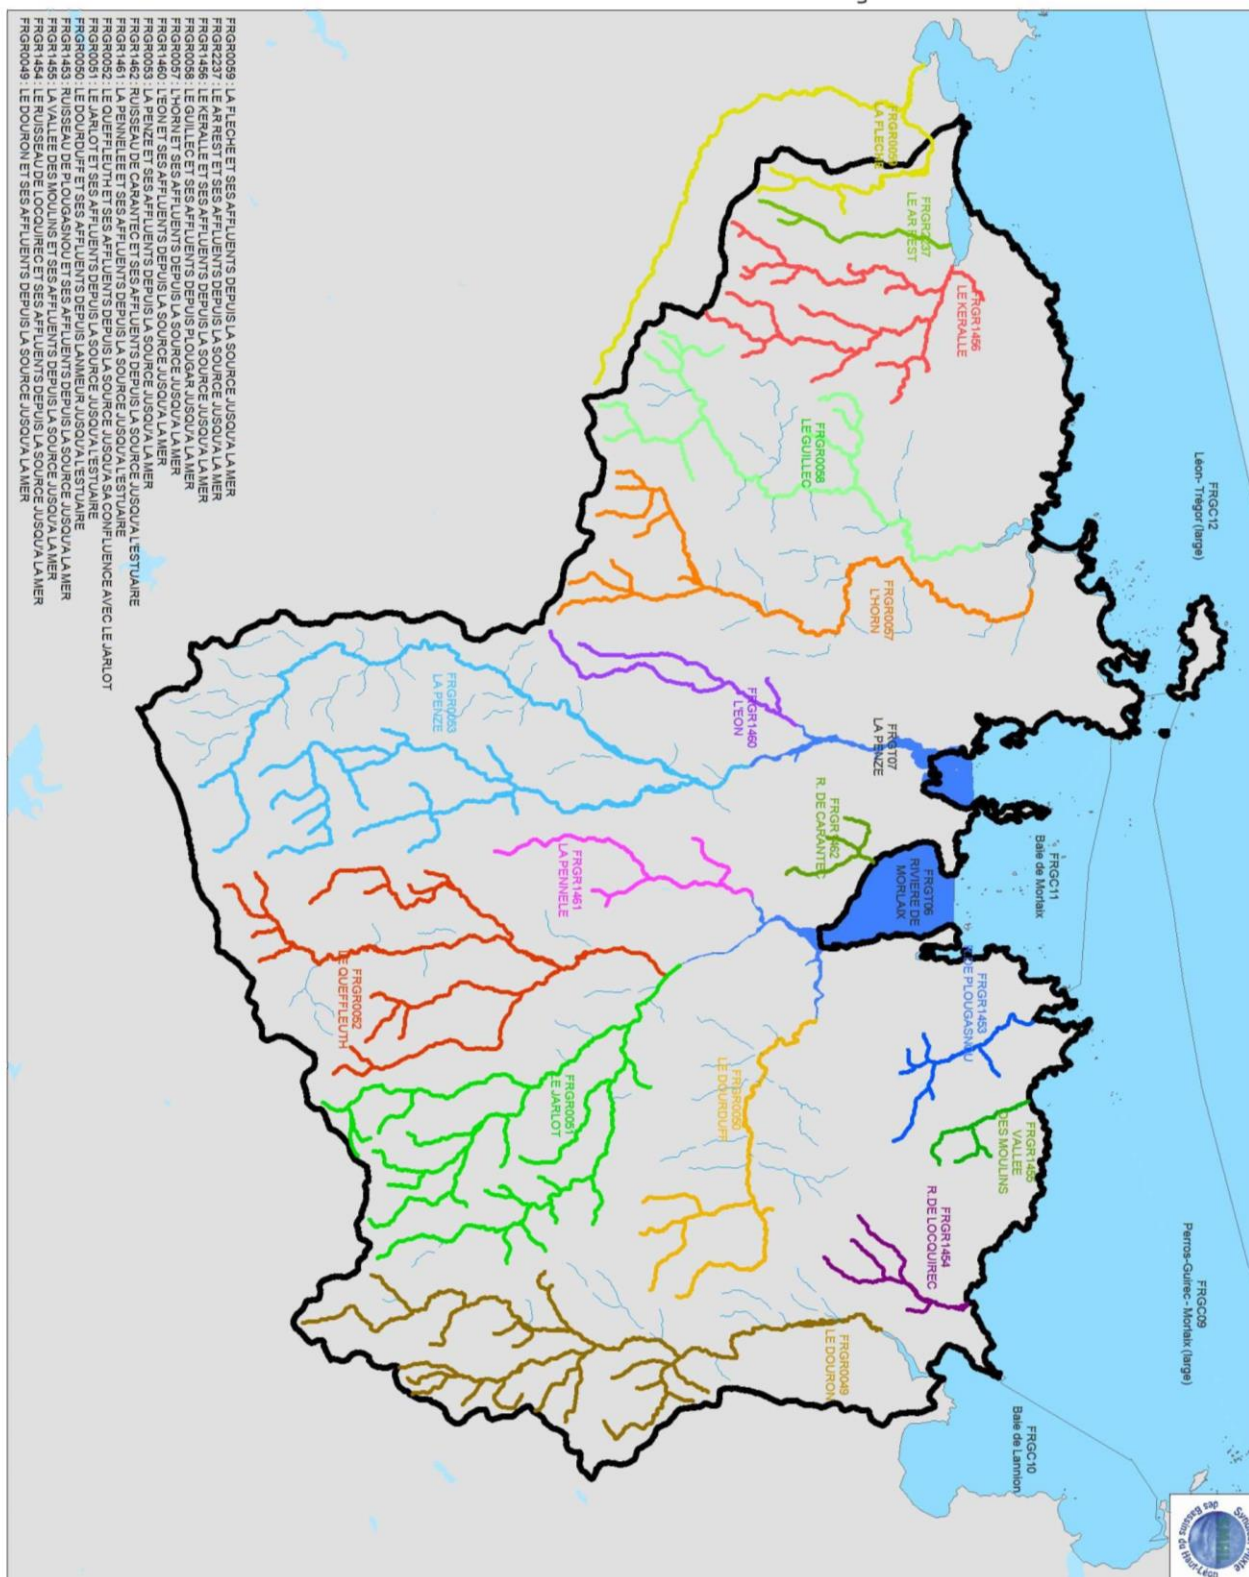 FRGC12
Léon- Trégor (large)
FRGC11
Baie de Morlaix
FRGC09
Perros-Guirec - Morlaix (large)
FRGC10
Baie de Lannion
LA FLECHE
FRGR2237
LE AR REST
FRGR1456
LE KERALLE
FRGR0058
LE GUILLEC
FRGR0057
L'HORN
FRGR1460
L'EON
FRGT07
LA PENZE
FRGR0053
LA PENZE
FRGR1462
R. DE CARANTEC
FRGT06
RIVIERE DE
MORLAIX
FRGR1461
LA PENNELE
FRGR0052
LE QUEFFLEUTH
FRGR0051
LE JARLOT
FRGR0050
LE DOURDUFF
FRGR1453
DE PLOUGASNOU
FRGR1455
VALLEE
DES MOULINS
FRGR1454
R.DE LOCQUIREC
FRGR0049
LE DOURON
FRGR0059 : LA FLECHE ET SES AFFLUENTS DEPUIS LA SOURCE JUSQU'A LA MER
FRGR2237 : LE AR REST ET SES AFFLUENTS DEPUIS LA SOURCE JUSQU'A LA MER
FRGR1456 : LE KERALLE ET SES AFFLUENTS DEPUIS LA SOURCE JUSQU'A LA MER
FRGR0058 : LE GUILLEC ET SES AFFLUENTS DEPUIS PLOUGAR JUSQU'A LA MER
FRGR0057 : L'HORN ET SES AFFLUENTS DEPUIS LA SOURCE JUSQU'A LA MER
FRGR1460 : L'EON ET SES AFFLUENTS DEPUIS LA SOURCE JUSQU'A LA MER
FRGR0053 : LA PENZE ET SES AFFLUENTS DEPUIS LA SOURCE JUSQU'A LA MER
FRGR1462 : RUISSEAU DE CARANTEC ET SES AFFLUENTS DEPUIS LA SOURCE JUSQU'A L'ESTUAIRE
FRGR1461 : LA PENNELEE ET SES AFFLUENTS DEPUIS LA SOURCE JUSQU'A L'ESTUAIRE
FRGR0052 : LE QUEFFLEUTH ET SES AFFLUENTS DEPUIS LA SOURCE JUSQU'A SA CONFLUENCE AVEC LE JARLOT
FRGR0051 : LE JARLOT ET SES AFFLUENTS DEPUIS LA SOURCE JUSQU'A L'ESTUAIRE
FRGR0050 : LE DOURDUFF ET SES AFFLUENTS DEPUIS LANMEUR JUSQU'A L'ESTUAIRE
FRGR1453 : RUISSEAU DE PLOUGASNOU ET SES AFFLUENTS DEPUIS LA SOURCE JUSQU'A LA MER
FRGR1455 : LA VALLEE DES MOULINS ET SES AFFLUENTS DEPUIS LA SOURCE JUSQU'A LA MER
FRGR1454 : LE RUISSEAU DE LOCQUIREC ET SES AFFLUENTS DEPUIS LA SOURCE JUSQU'A LA MER
FRGR0049 : LE DOURON ET SES AFFLUENTS DEPUIS LA SOURCE JUSQU'A LA MER
des Bassins du Haut-Léon